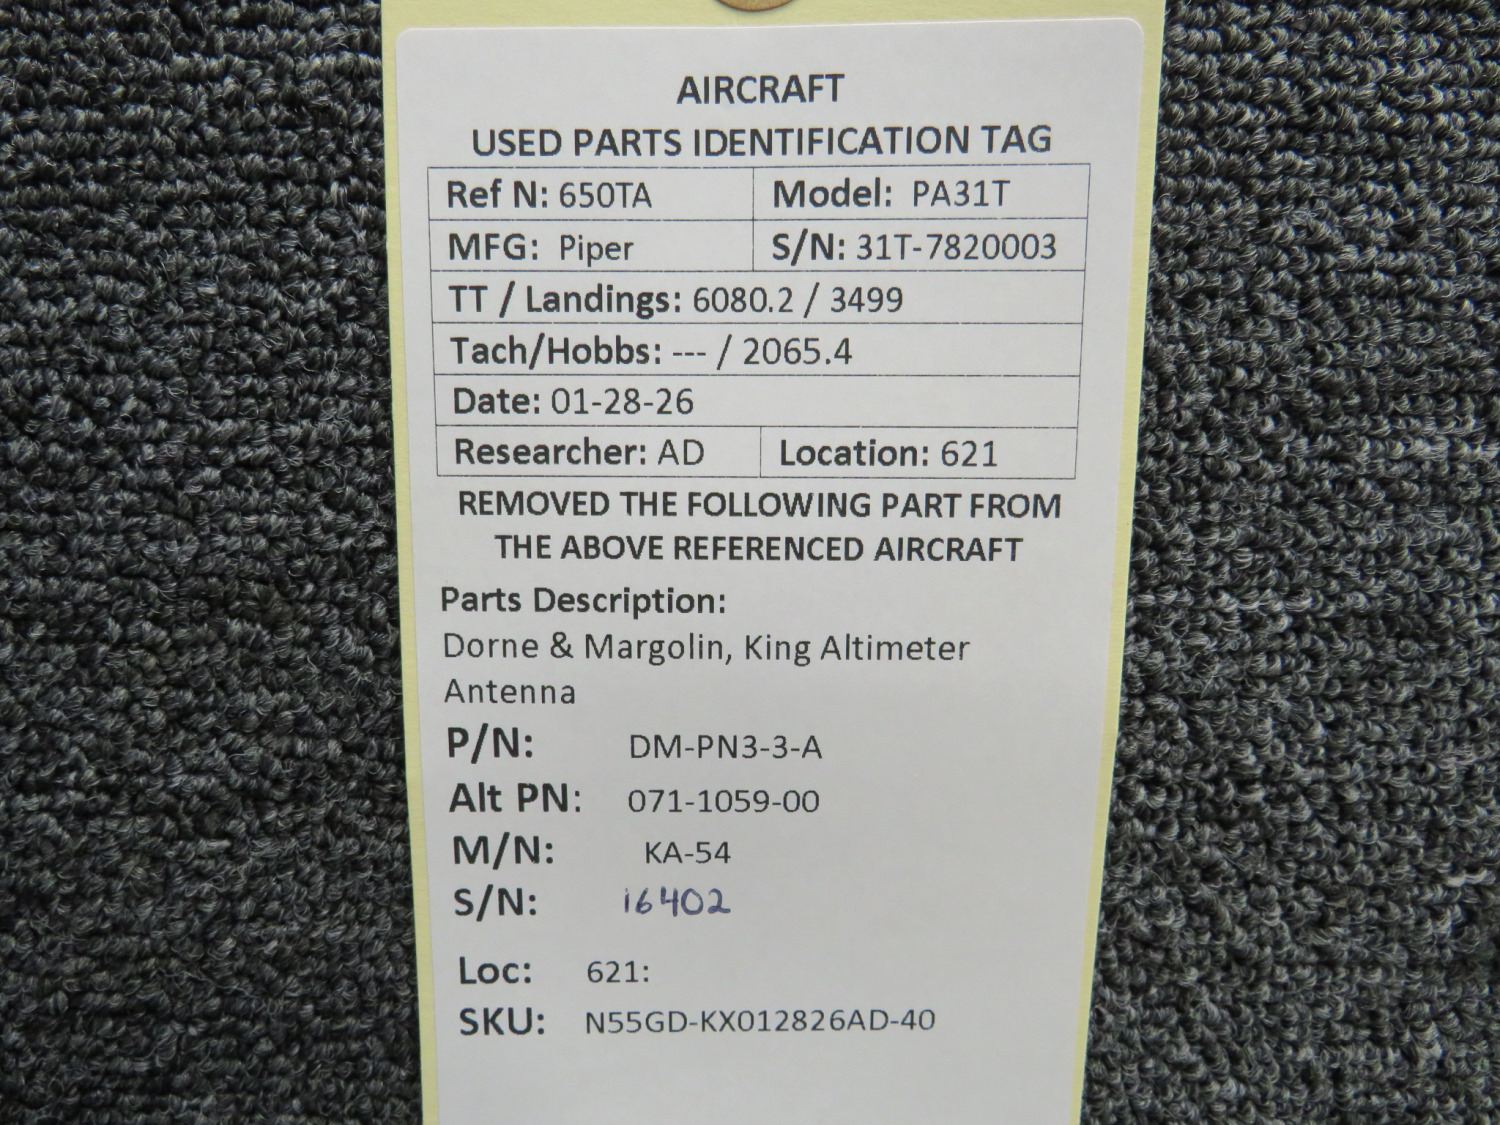 AIRCRAFT
USED PARTS IDENTIFICATION TAG
Ref N: 650TA Model: PA31T
MFG: Piper S/N: 31T-7820003
TT / Landings: 6080.2 / 3499
Tach/Hobbs: --- / 2065.4
Date: 01-28-26
Researcher: AD Location: 621
REMOVED THE FOLLOWING PART FROM
THE ABOVE REFERENCED AIRCRAFT
Parts Description:
Dorne & Margolin, King Altimeter
Antenna
P/N: DM-PN3-3-A
Alt PN: 071-1059-00
M/N: KA-54
S/N: 16402
Loc: 621:
SKU: N55GD-KX012826AD-40